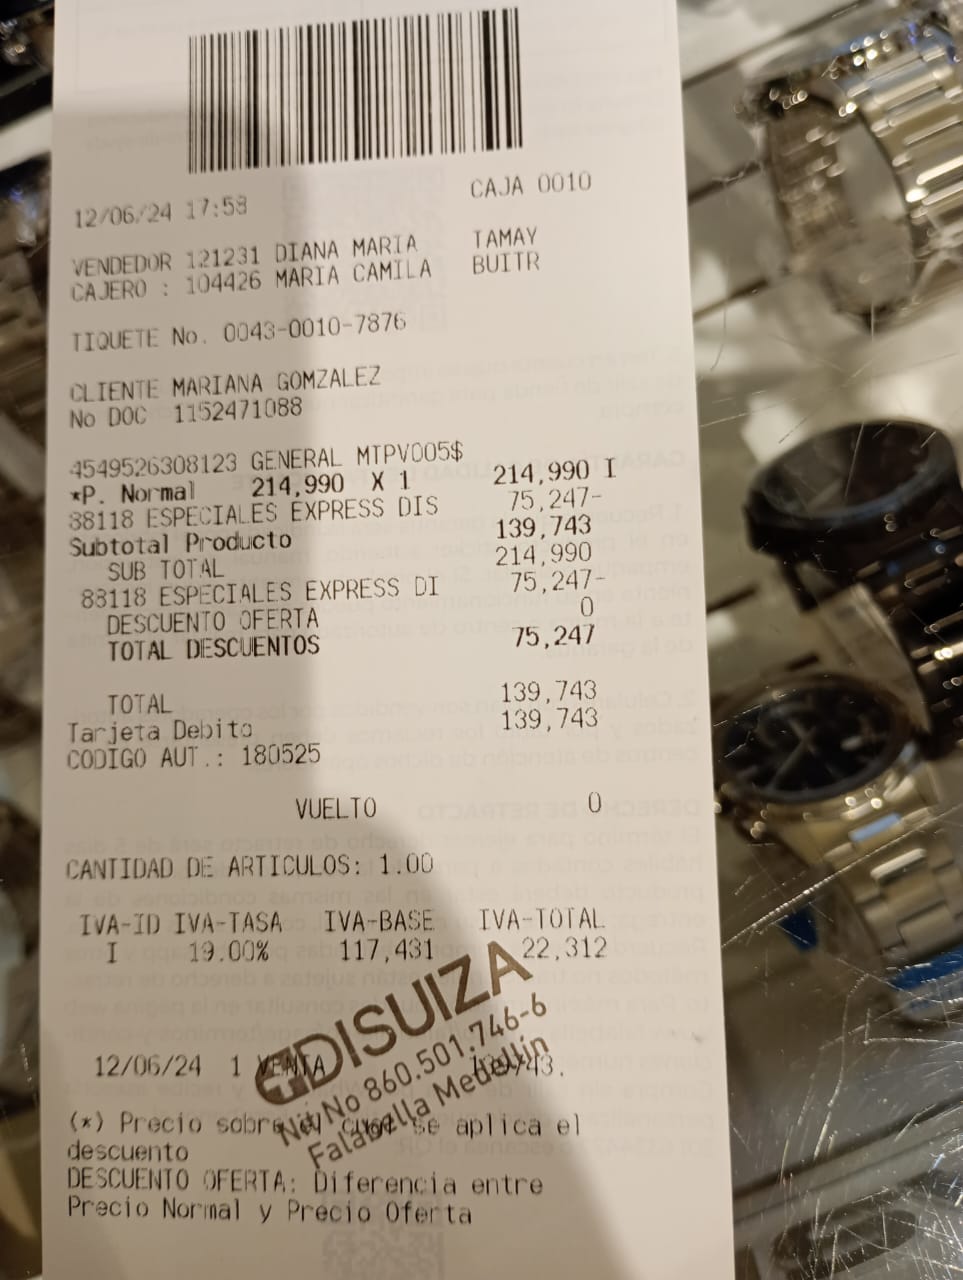 12/06/24 17:58 CAJA 0010
VENDEDOR 121231 DIANA MARIA TAMAY
CAJERO : 104426 MARIA CAMILA BUITR
TIQUETE No. 0043-0010-7876
CLIENTE MARIANA GOMZALEZ
No DOC 1152471088
4549526308123 GENERAL MTPV005$
*P. Normal 214,990 X 1 214,990 I
88118 ESPECIALES EXPRESS DIS 75,247-
Subtotal Producto 139,743
SUB TOTAL 214,990
88118 ESPECIALES EXPRESS DI 75,247-
DESCUENTO OFERTA 0
TOTAL DESCUENTOS 75,247
TOTAL 139,743
Tarjeta Debito 139,743
CODIGO AUT.: 180525
VUELTO 0
CANTIDAD DE ARTICULOS: 1.00
IVA-ID IVA-TASA IVA-BASE IVA-TOTAL
I 19.00% 117,431 22,312
DISUIZA
Nit No 860.501.746-6
Falabella Medellín
12/06/24 1 VENTA 139743.
(*) Precio sobre el cual se aplica el
descuento
DESCUENTO OFERTA: Diferencia entre
Precio Normal y Precio Oferta